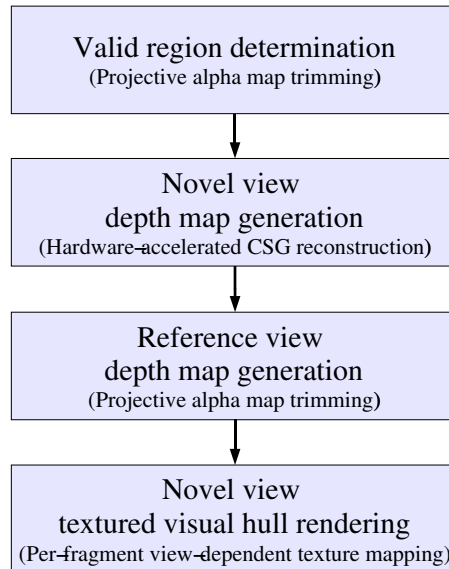 Valid region determination
(Projective alpha map trimming)
Novel view
depth map generation
(Hardware-accelerated CSG reconstruction)
Reference view
depth map generation
(Projective alpha map trimming)
Novel view
textured visual hull rendering
(Per-fragment view-dependent texture mapping)